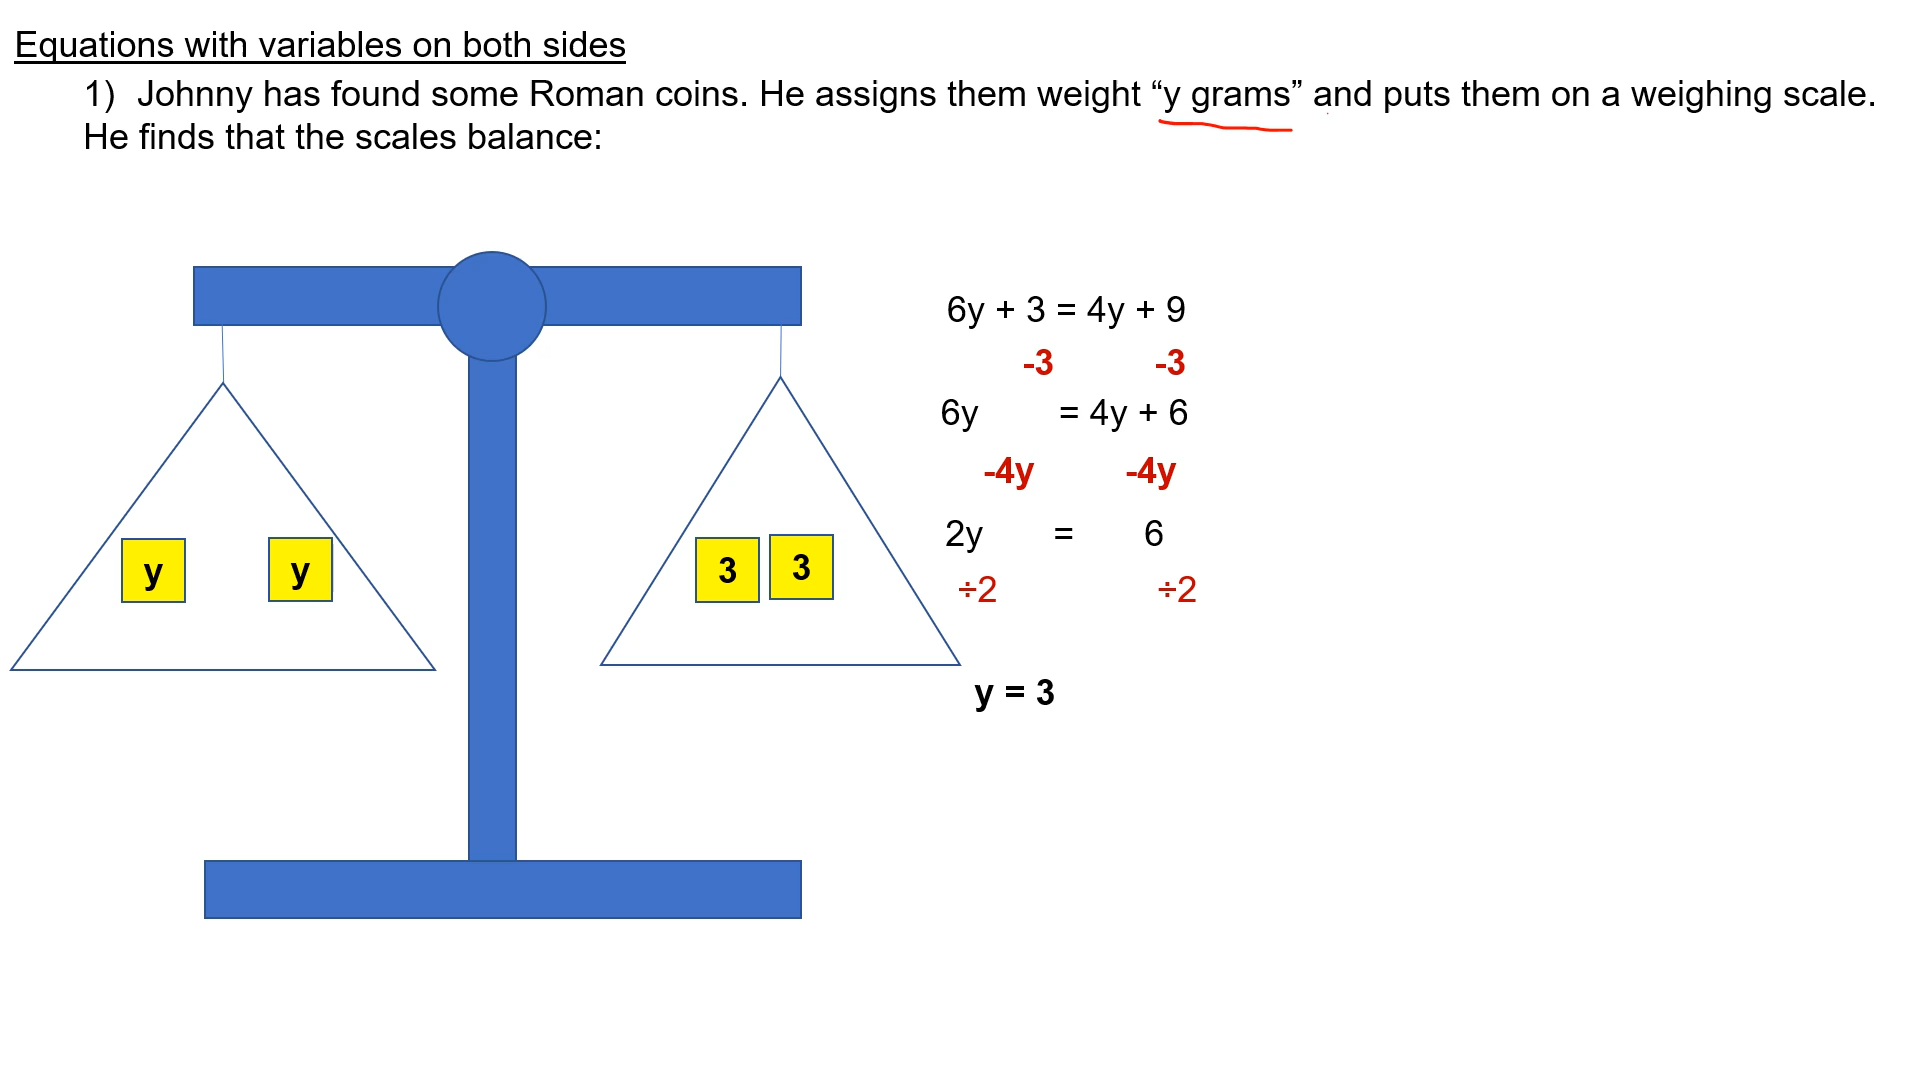 Equations with variables on both sides
1) Johnny has found some Roman coins. He assigns them weight “y grams” and puts them on a weighing scale.
He finds that the scales balance:
6y + 3 = 4y + 9
-3 -3
6y = 4y + 6
-4y -4y
2y = 6
÷2 ÷2
y = 3
y y 3 3